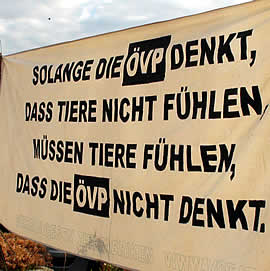 SOLANGE DIE ÖVP DENKT,
DASS TIERE NICHT FÜHLEN
MÜSSEN TIERE FÜHLEN,
DASS DIE ÖVP NICHT DENKT.